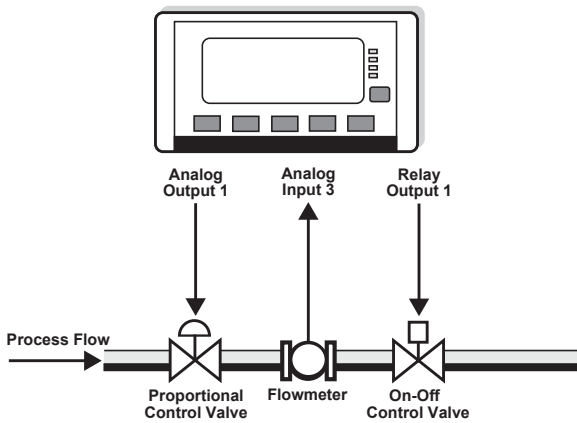 Analog
Output 1
Analog
Input 3
Relay
Output 1
Process Flow
Proportional
Control Valve
Flowmeter
On-Off
Control Valve